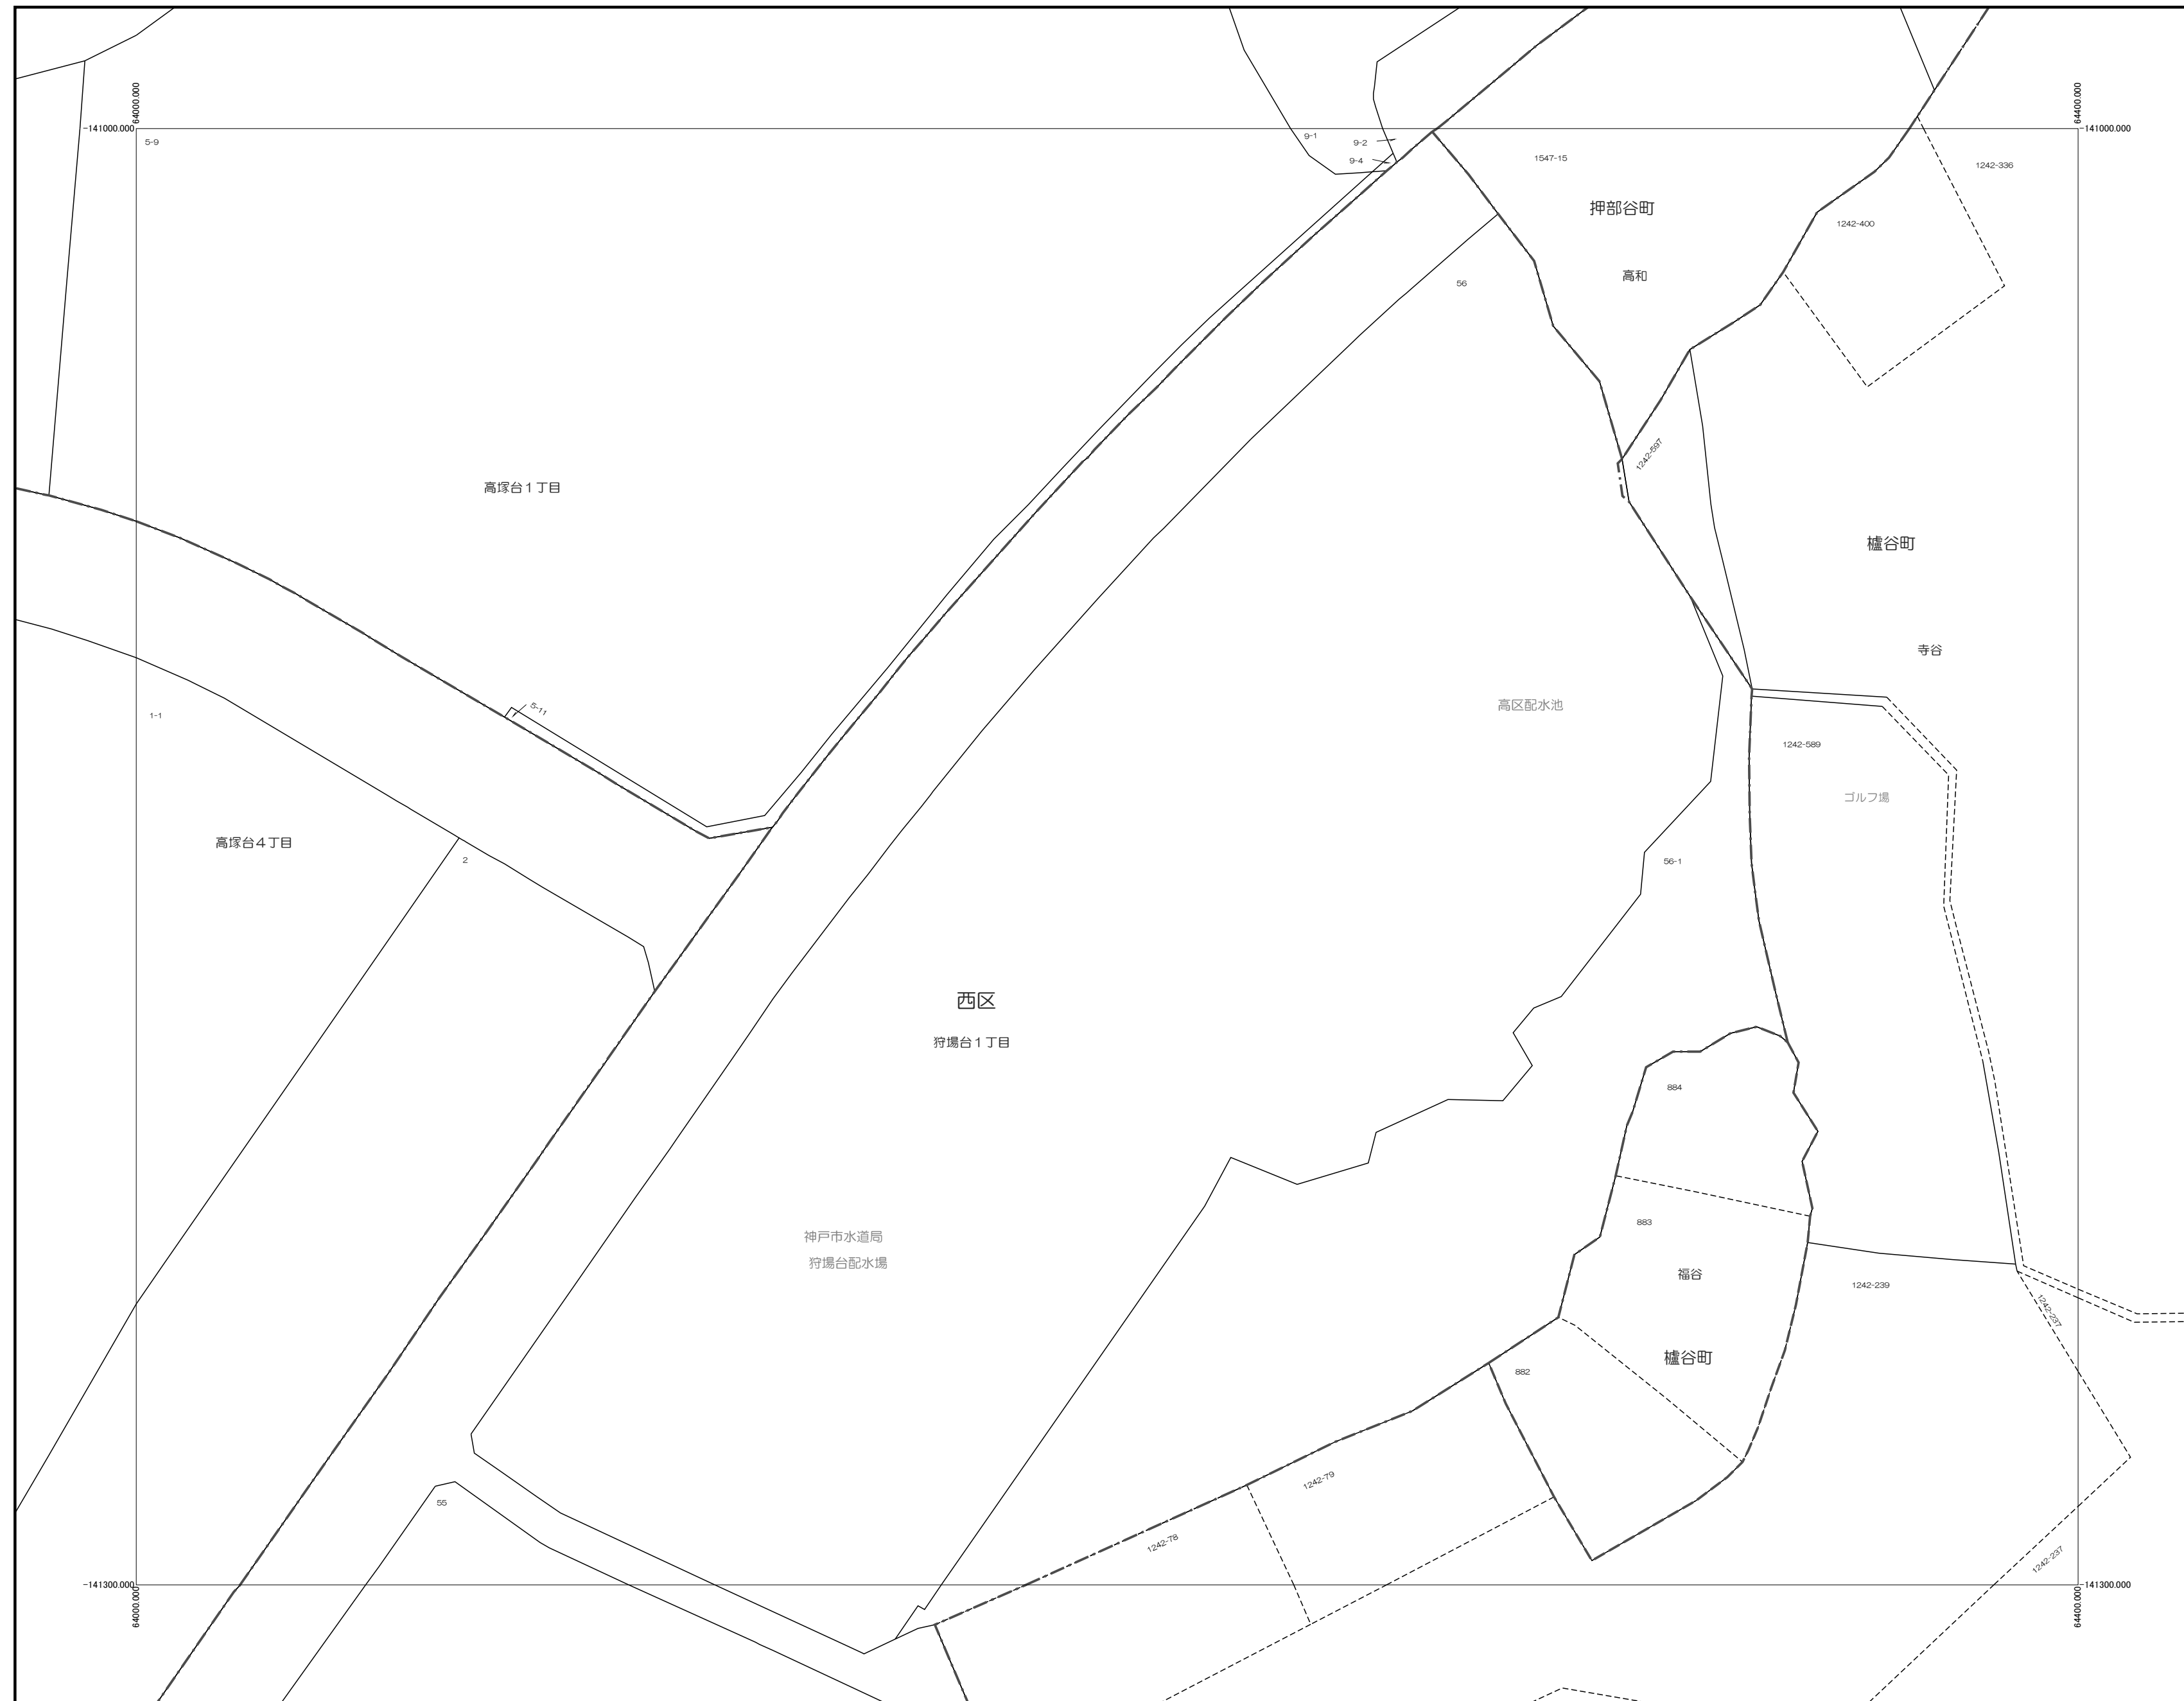 64000.000
64400.000
-141000.000
-141000.000
5-9
9-1
9-2
9-4
1547-15
1242-336
押部谷町
1242-400
高和
56
1242-597
高塚台1丁目
櫨谷町
寺谷
5-11
高区配水池
1-1
1242-589
ゴルフ場
高塚台4丁目
2
56-1
西区
狩場台1丁目
884
883
神戸市水道局
狩場台配水場
福谷
1242-239
1242-237
櫨谷町
882
1242-79
55
1242-78
1242-237
-141300.000
-141300.000
64000.000
64400.000